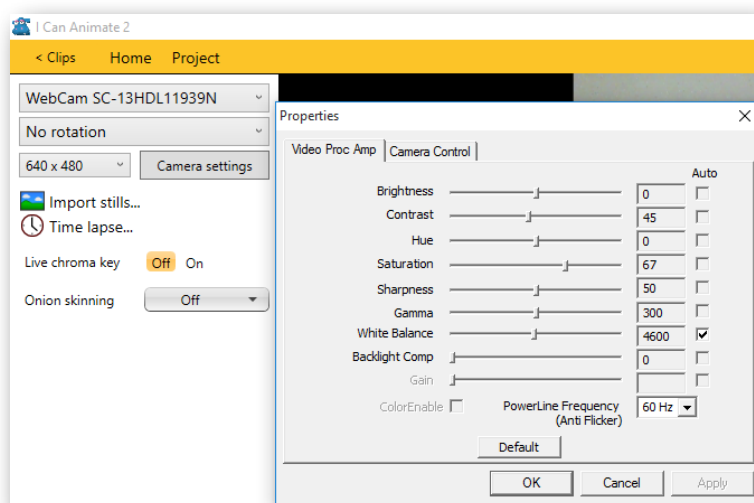 I Can Animate 2
< Clips Home Project
WebCam SC-13HDL11939N
No rotation
640 x 480 Camera settings
Import stills...
Time lapse...
Live chroma key Off On
Onion skinning Off
Properties
Video Proc Amp Camera Control
Auto
Brightness 0
Contrast 45
Hue 0
Saturation 67
Sharpness 50
Gamma 300
White Balance 4600
Backlight Comp 0
Gain
ColorEnable PowerLine Frequency 60 Hz
(Anti Flicker)
Default
OK Cancel Apply